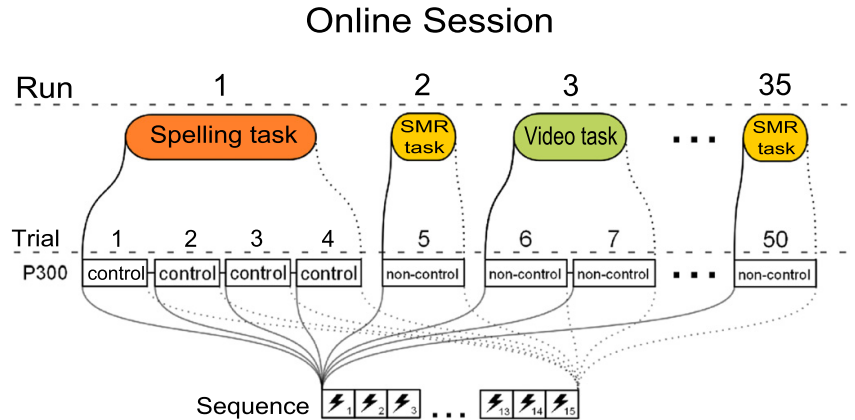 Online Session
Run 1 2 3 35
Spelling task SMR task Video task ... SMR task
Trial 1 2 3 4 5 6 7 50
P300 control control control control non-control non-control non-control ... non-control
Sequence 1 2 3 ... 13 14 15